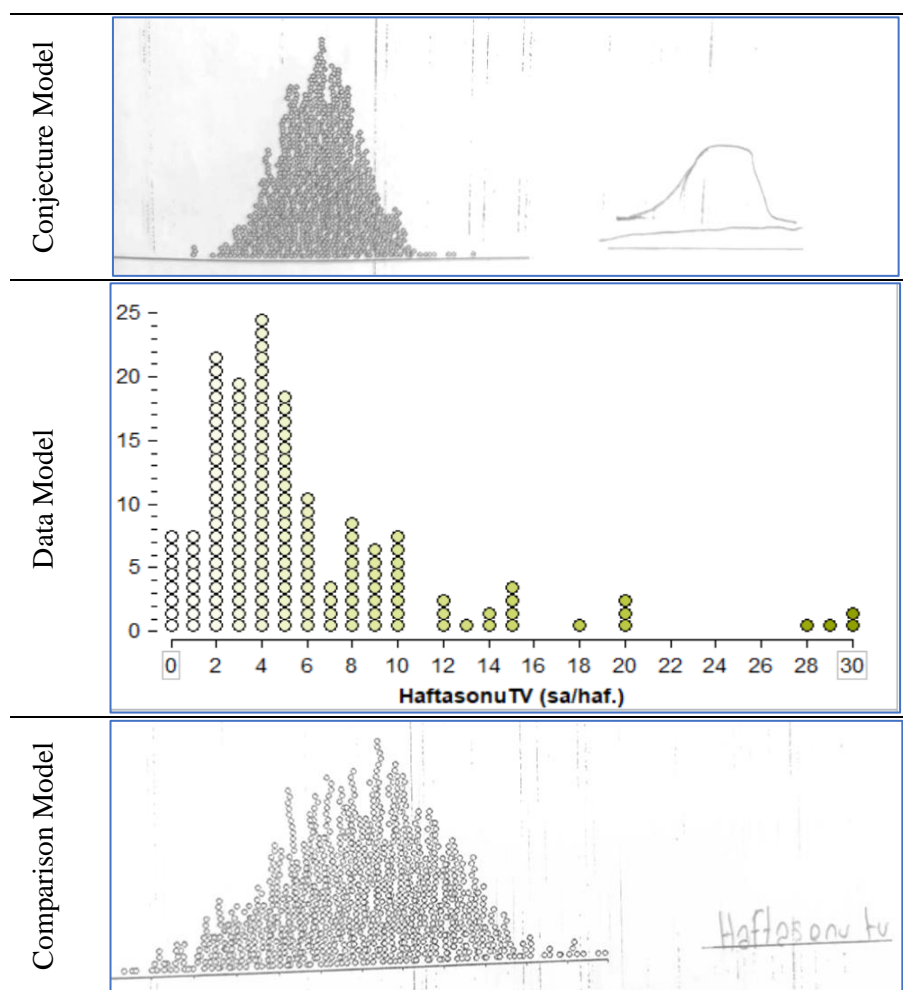 Conjecture Model
Data Model
25
20
15
10
5
0
0 2 4 6 8 10 12 14 16 18 20 22 24 26 28 30
HaftasonuTV (sa/haf.)
Comparison Model
Haftasonu tv